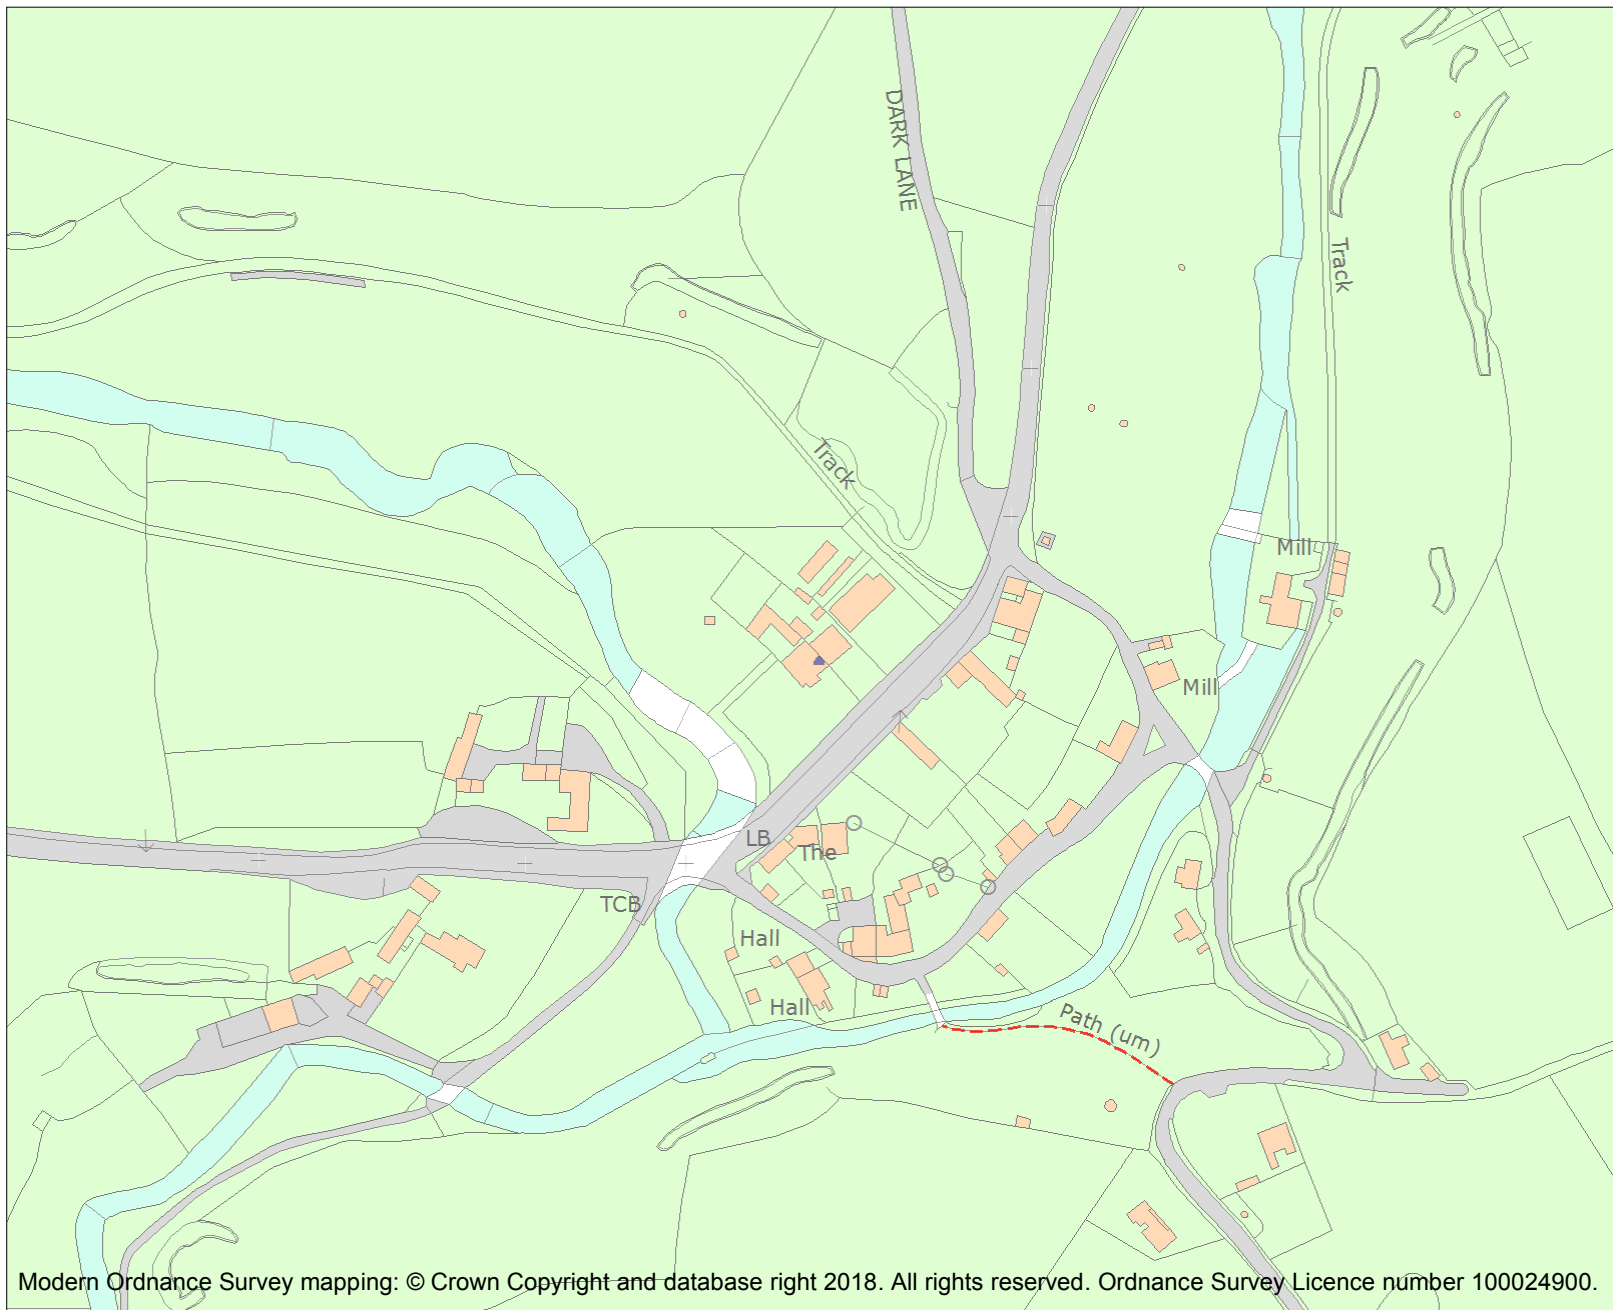 DARK LANE
Track
Track
Mill
Mill
LB
The
TCB
Hall
Hall
Path (um)
Modern Ordnance Survey mapping: © Crown Copyright and database right 2018. All rights reserved. Ordnance Survey Licence number 100024900.